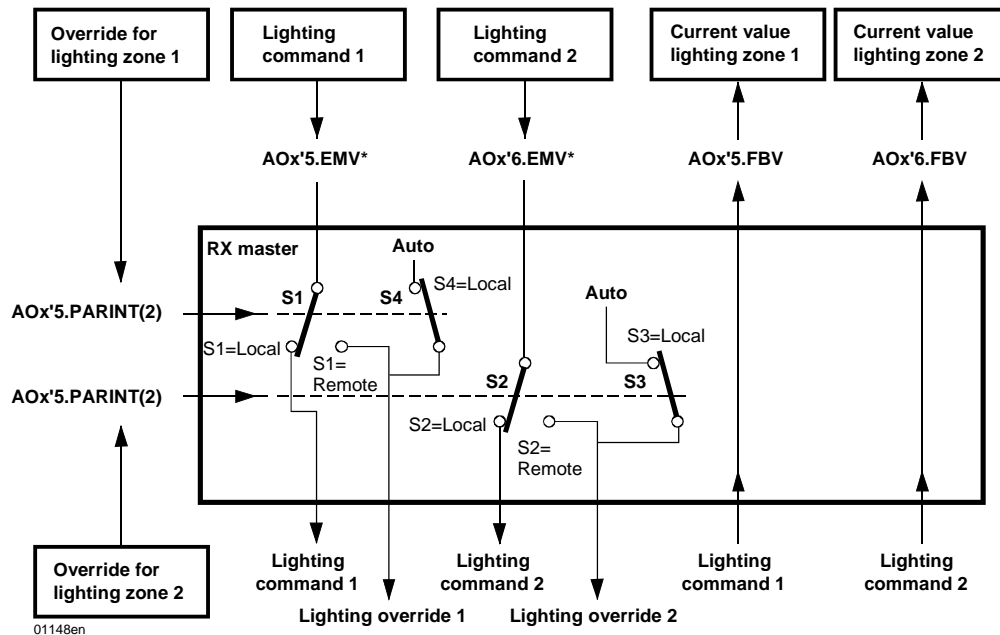 Override for
lighting zone 1
Lighting
command 1
Lighting
command 2
Current value
lighting zone 1
Current value
lighting zone 2
AOx'5.EMV*
AOx'6.EMV*
AOx'5.FBV
AOx'6.FBV
RX master
Auto
S1
S4
S4=Local
Auto
AOx'5.PARINT(2)
S1=Local
S1=
Remote
S3=Local
AOx'5.PARINT(2)
S2
S3
S2=Local
S2=
Remote
Override for
lighting zone 2
Lighting
command 1
Lighting
command 2
Lighting
command 1
Lighting
command 2
Lighting override 1
Lighting override 2
01148en